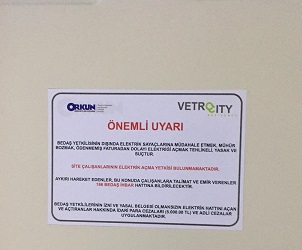 ORKUN
VETROCITY
ÖNEMLİ UYARI
BEDAŞ YETKİLİSİNİN DIŞINDA ELEKTRİK SAYAÇLARINA MÜDAHALE ETMEK, MÜHÜR
BOZMAK, ÖDENMEMİŞ FATURADAN DOLAYI ELEKTRİĞİ AÇMAK TEHLİKELİ, YASAK VE
SUÇTUR.
SİTE ÇALIŞANLARININ ELEKTRİK AÇMA YETKİSİ BULUNMAMAKTADIR.
AYKIRI HAREKET EDENLER, BU KONUDA ÇALIŞANLARA TALİMAT VE EMİR VERENLER
186 BEDAŞ İHBAR HATTINA BİLDİRİLECEKTİR.
BEDAŞ YETKİLİLERİNİN İZNİ VE YASAL BELGESİ OLMAKSIZIN ELEKTRİK HATTINI AÇAN
VE AÇTIRANLAR HAKKINDA İDARİ PARA CEZALARI (5.000,00 TL) VE ADLİ CEZALAR
UYGULANMAKTADIR.